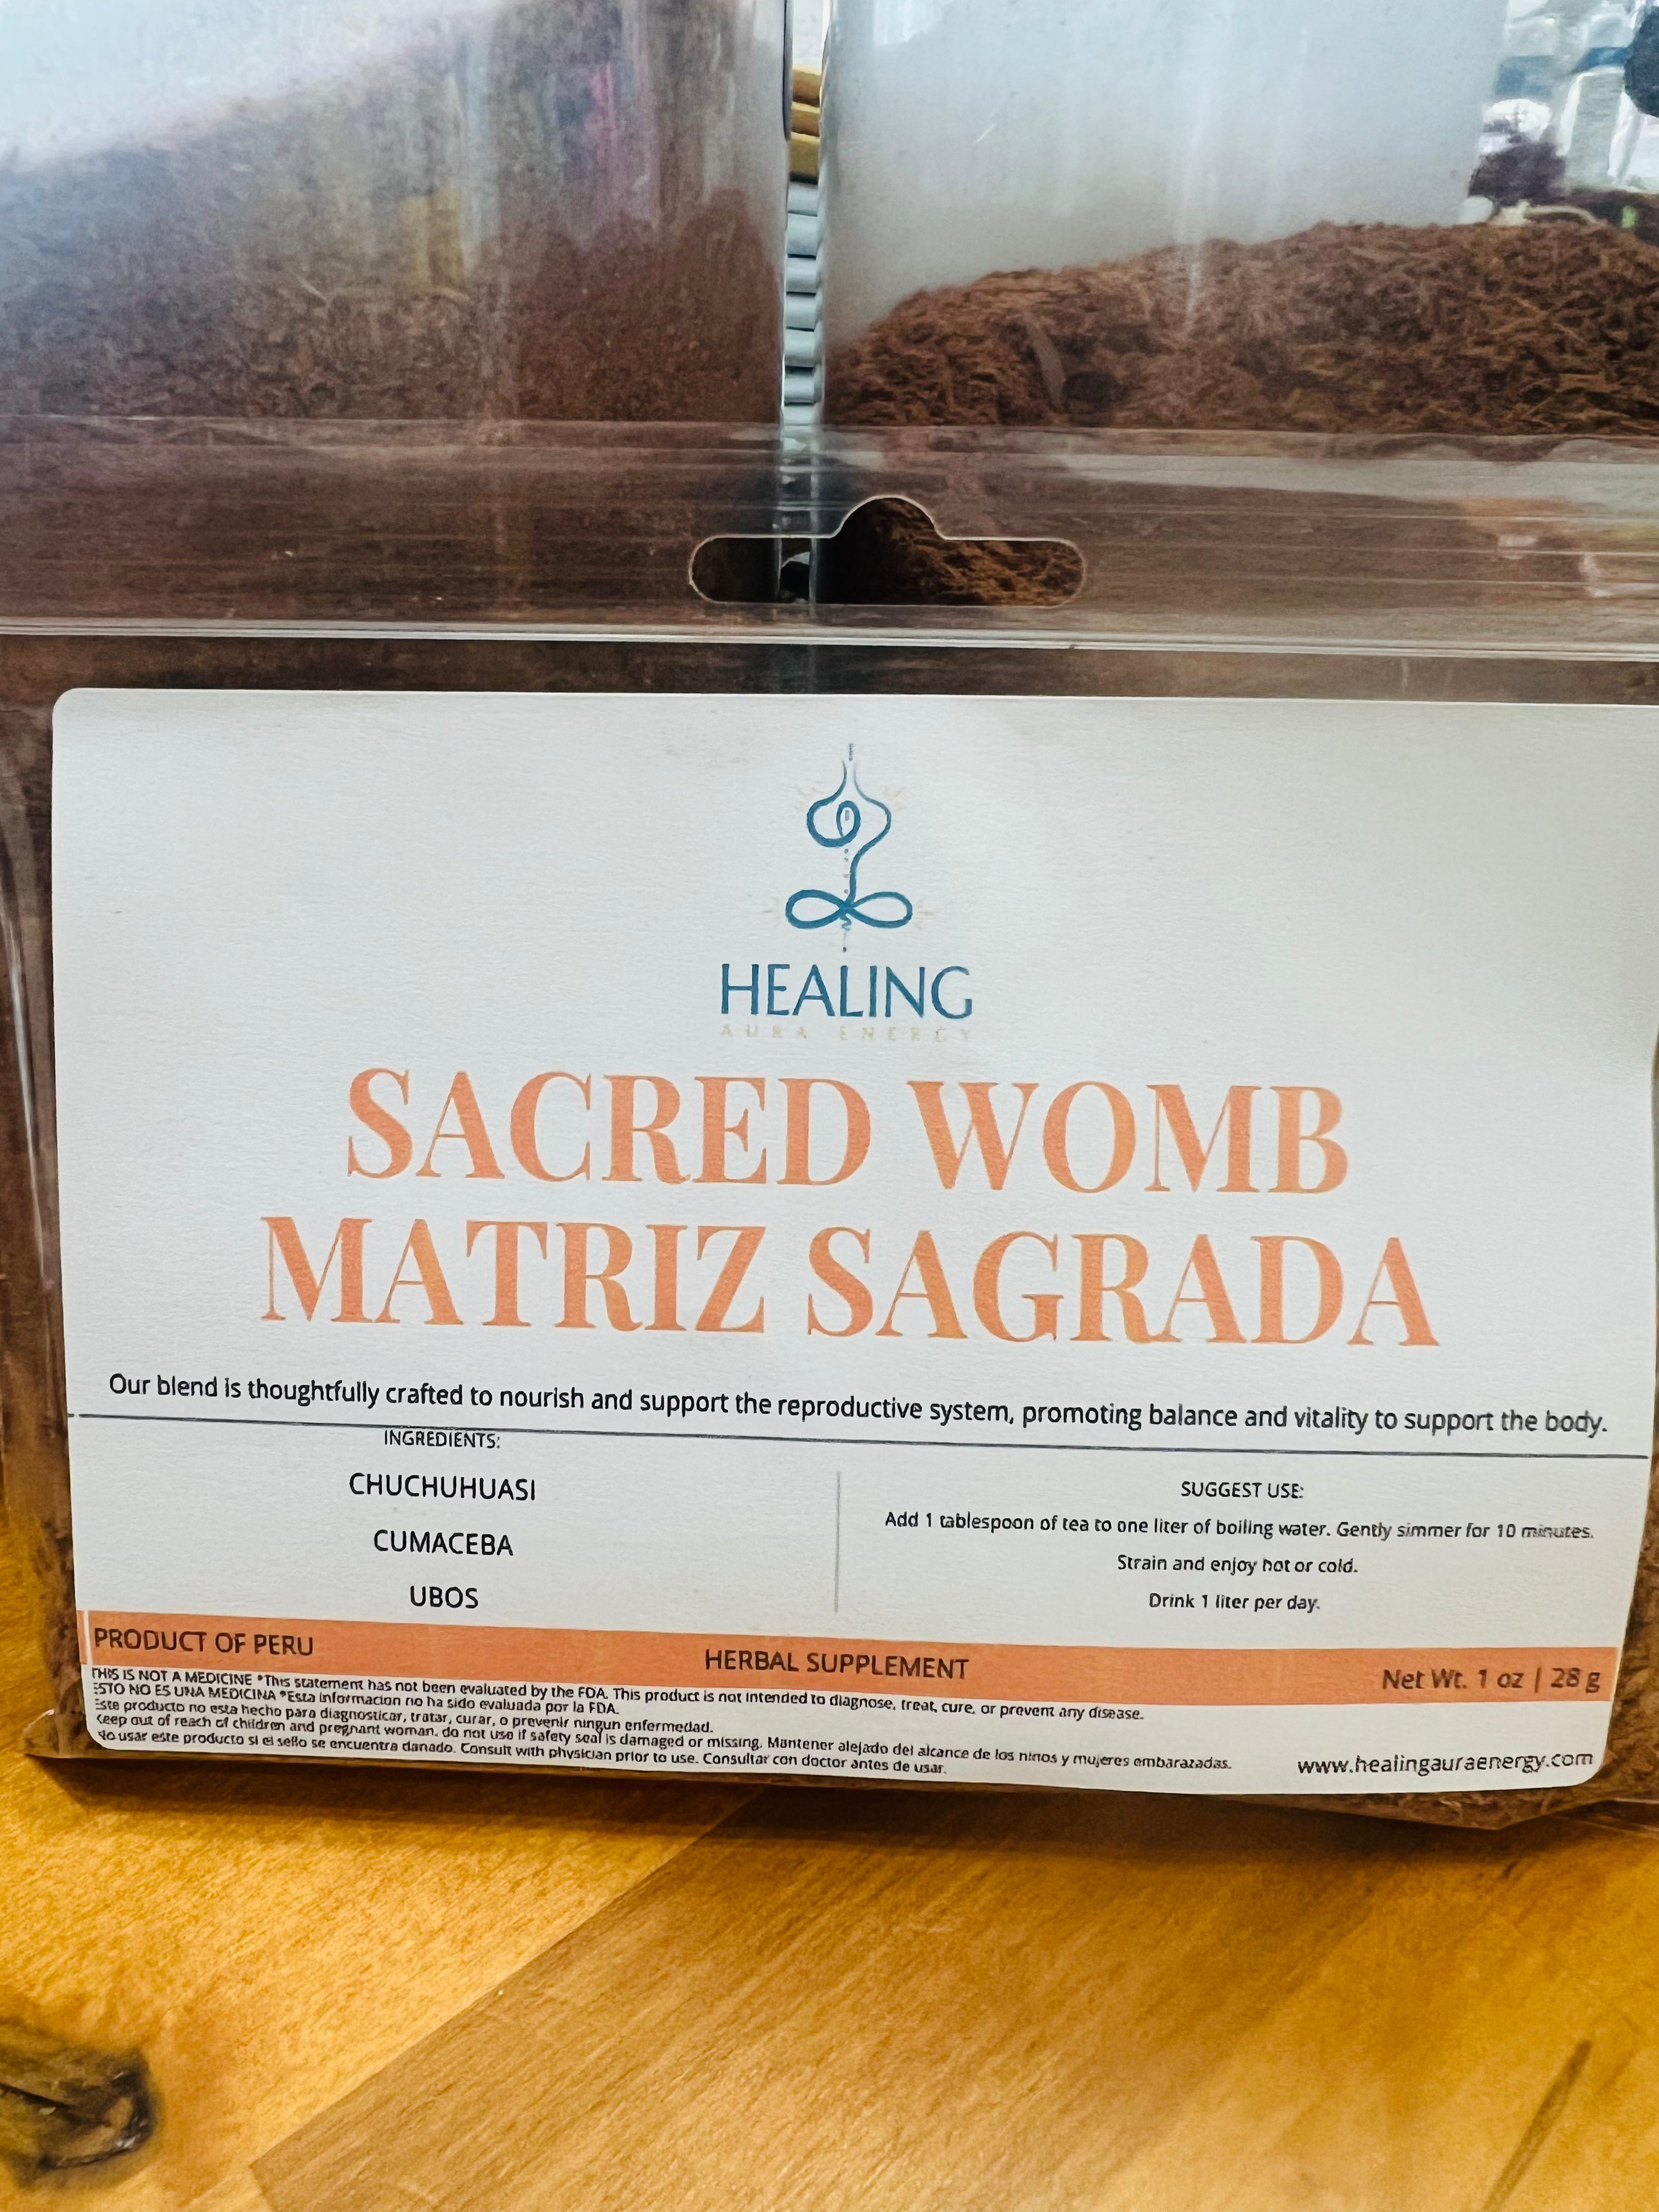 HEALING
AURA ENERGY
SACRED WOMB
MATRIZ SAGRADA
Our blend is thoughtfully crafted to nourish and support the reproductive system, promoting balance and vitality to support the body.
INGREDIENTS:
CHUCHUHUASI
CUMACEBA
UBOS
SUGGEST USE:
Add 1 tablespoon of tea to one liter of boiling water. Gently simmer for 10 minutes.
Strain and enjoy hot or cold.
Drink 1 liter per day.
PRODUCT OF PERU
HERBAL SUPPLEMENT
Net Wt. 1 oz | 28 g
THIS IS NOT A MEDICINE *This statement has not been evaluated by the FDA. This product is not intended to diagnose, treat, cure, or prevent any disease.
ESTO NO ES UNA MEDICINA *Esta informacion no ha sido evaluada por la FDA.
Este producto no esta hecho para diagnosticar, tratar, curar, o prevenir ningun enfermedad.
Keep out of reach of children and pregnant woman. do not use if safety seal is damaged or missing. Mantener alejado del alcance de los ninos y mujeres embarazadas.
No usar este producto si el sello se encuentra danado. Consult with physician prior to use. Consultar con doctor antes de usar.
www.healingauraenergy.com